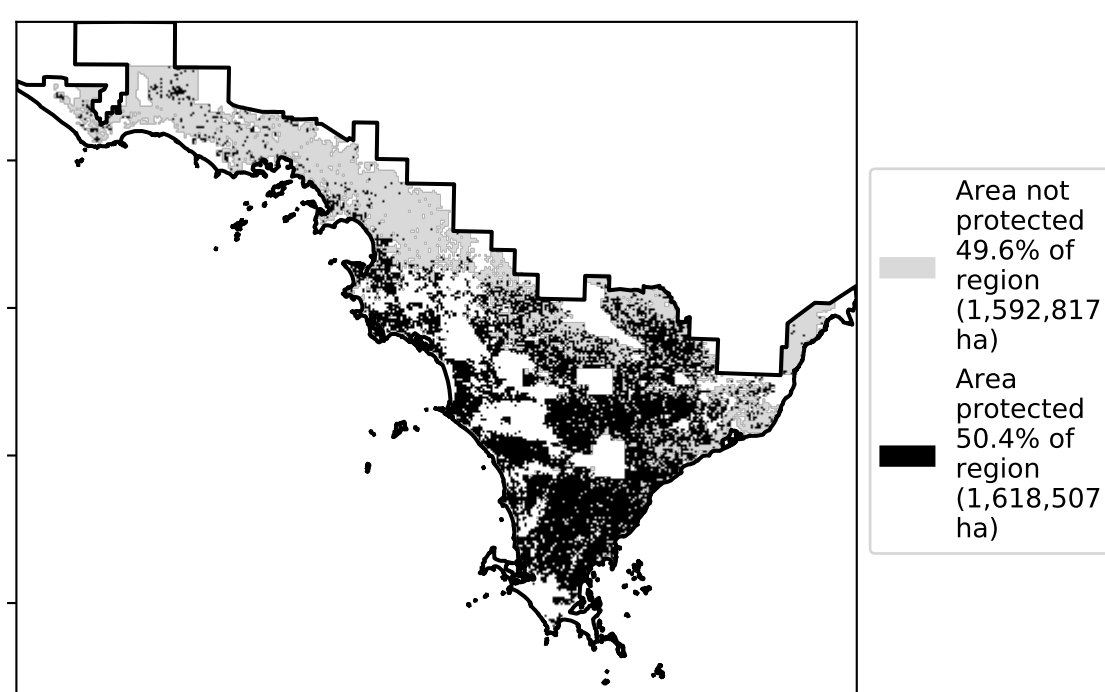 Area not
protected
49.6% of
region
(1,592,817
ha)
Area
protected
50.4% of
region
(1,618,507
ha)